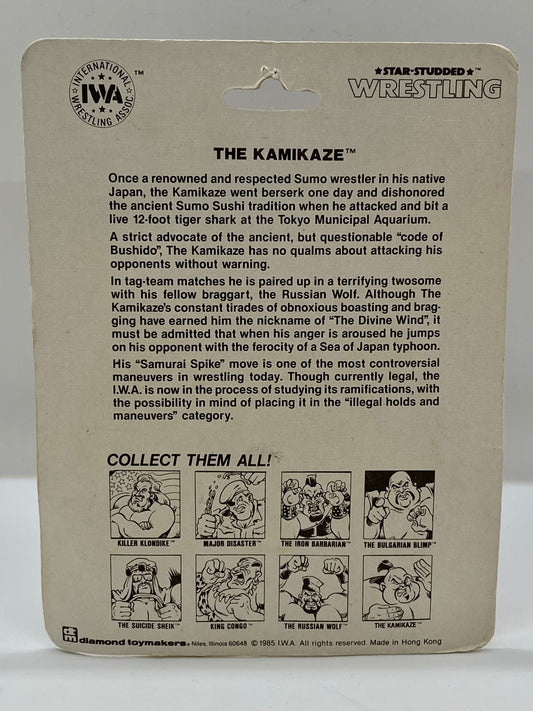 INTERNATIONAL
IWA
WRESTLING ASSOC.
TM
★STAR-STUDDED★™
WRESTLING
THE KAMIKAZE™
Once a renowned and respected Sumo wrestler in his native
Japan, the Kamikaze went berserk one day and dishonored
the ancient Sumo Sushi tradition when he attacked and bit a
live 12-foot tiger shark at the Tokyo Municipal Aquarium.
A strict advocate of the ancient, but questionable “code of
Bushido”, The Kamikaze has no qualms about attacking his
opponents without warning.
In tag-team matches he is paired up in a terrifying twosome
with his fellow braggart, the Russian Wolf. Although The
Kamikaze's constant tirades of obnoxious boasting and brag-
ging have earned him the nickname of “The Divine Wind”, it
must be admitted that when his anger is aroused he jumps
on his opponent with the ferocity of a Sea of Japan typhoon.
His “Samurai Spike” move is one of the most controversial
maneuvers in wrestling today. Though currently legal, the
I.W.A. is now in the process of studying its ramifications, with
the possibility in mind of placing it in the “illegal holds and
maneuvers” category.
COLLECT THEM ALL!
KILLER KLONDIKE™ MAJOR DISASTER™ THE IRON BARBARIAN™ THE BULGARIAN BLIMP™
THE SUICIDE SHEIK™ KING CONGO™ THE RUSSIAN WOLF™ THE KAMIKAZE™
diamond toymakers® Niles, Illinois 60648 © 1985 I.W.A. All rights reserved. Made in Hong Kong